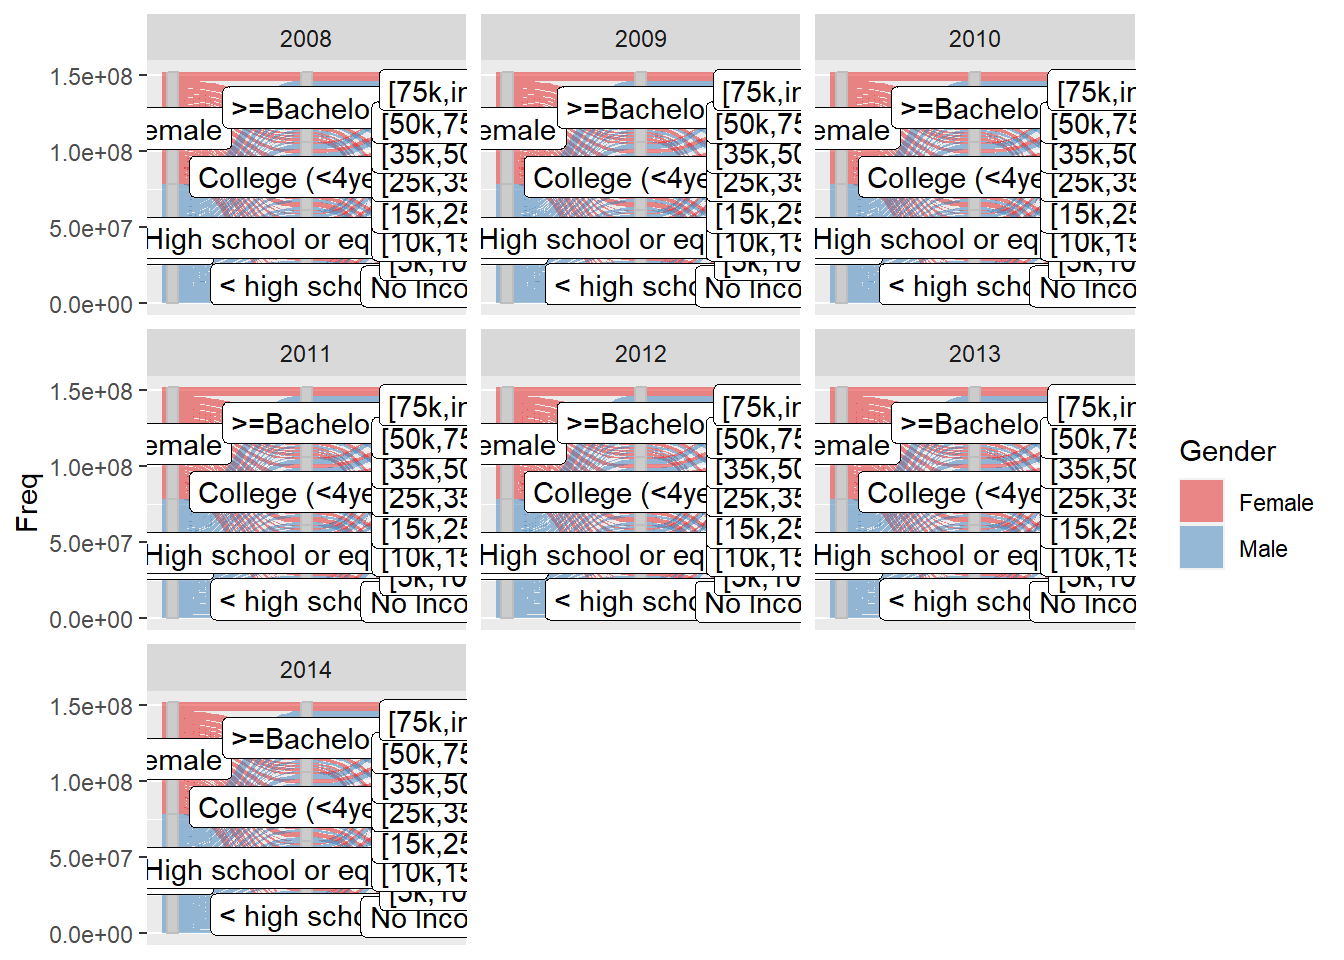 2008
2009
2010
1.5e+08
1.0e+08
5.0e+07
0.0e+00
emale
>=Bachelo
College (<4ye
High school or eq
< high scho
[75k,in
[50k,75
[35k,50
[25k,35
[15k,25
[10k,15
[5k,10
No Inco
emale
>=Bachelo
College (<4ye
High school or eq
< high scho
[75k,in
[50k,75
[35k,50
[25k,35
[15k,25
[10k,15
[5k,10
No Inco
emale
>=Bachelo
College (<4ye
High school or eq
< high scho
[75k,in
[50k,75
[35k,50
[25k,35
[15k,25
[10k,15
[5k,10
No Inco
2011
2012
2013
Freq
1.5e+08
1.0e+08
5.0e+07
0.0e+00
emale
>=Bachelo
College (<4ye
High school or eq
< high scho
[75k,in
[50k,75
[35k,50
[25k,35
[15k,25
[10k,15
[5k,10
No Inco
emale
>=Bachelo
College (<4ye
High school or eq
< high scho
[75k,in
[50k,75
[35k,50
[25k,35
[15k,25
[10k,15
[5k,10
No Inco
emale
>=Bachelo
College (<4ye
High school or eq
< high scho
[75k,in
[50k,75
[35k,50
[25k,35
[15k,25
[10k,15
[5k,10
No Inco
2014
1.5e+08
1.0e+08
5.0e+07
0.0e+00
emale
>=Bachelo
College (<4ye
High school or eq
< high scho
[75k,in
[50k,75
[35k,50
[25k,35
[15k,25
[10k,15
[5k,10
No Inco
Gender
Female
Male